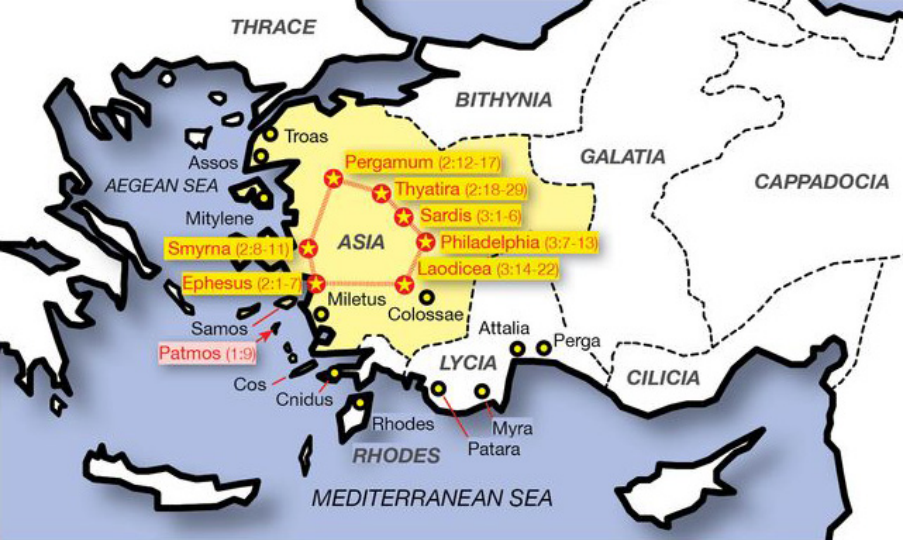 THRACE
BITHYNIA
Troas
Pergamum (2:12-17)
GALATIA
Assos
AEGEAN SEA
Thyatira (2:18-29)
CAPPADOCIA
Mitylene
Sardis (3:1-6)
Smyrna (2:8-11)
ASIA
Philadelphia (3:7-13)
Laodicea (3:14-22)
Ephesus (2:1-7)
Miletus
Colossae
Samos
Attalia
Perga
Patmos (1:9)
LYCIA
CILICIA
Cos
Cnidus
Rhodes
Myra
Patara
RHODES
MEDITERRANEAN SEA